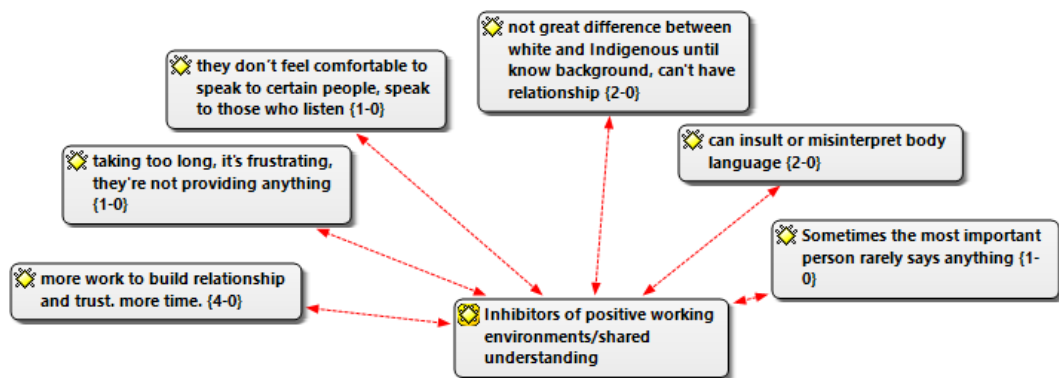 not great difference between
white and Indigenous until
know background, can't have
relationship {2-0}
they don´t feel comfortable to
speak to certain people, speak
to those who listen {1-0}
can insult or misinterpret body
language {2-0}
taking too long, it's frustrating,
they're not providing anything
{1-0}
Sometimes the most important
person rarely says anything {1-
0}
more work to build relationship
and trust. more time. {4-0}
Inhibitors of positive working
environments/shared
understanding